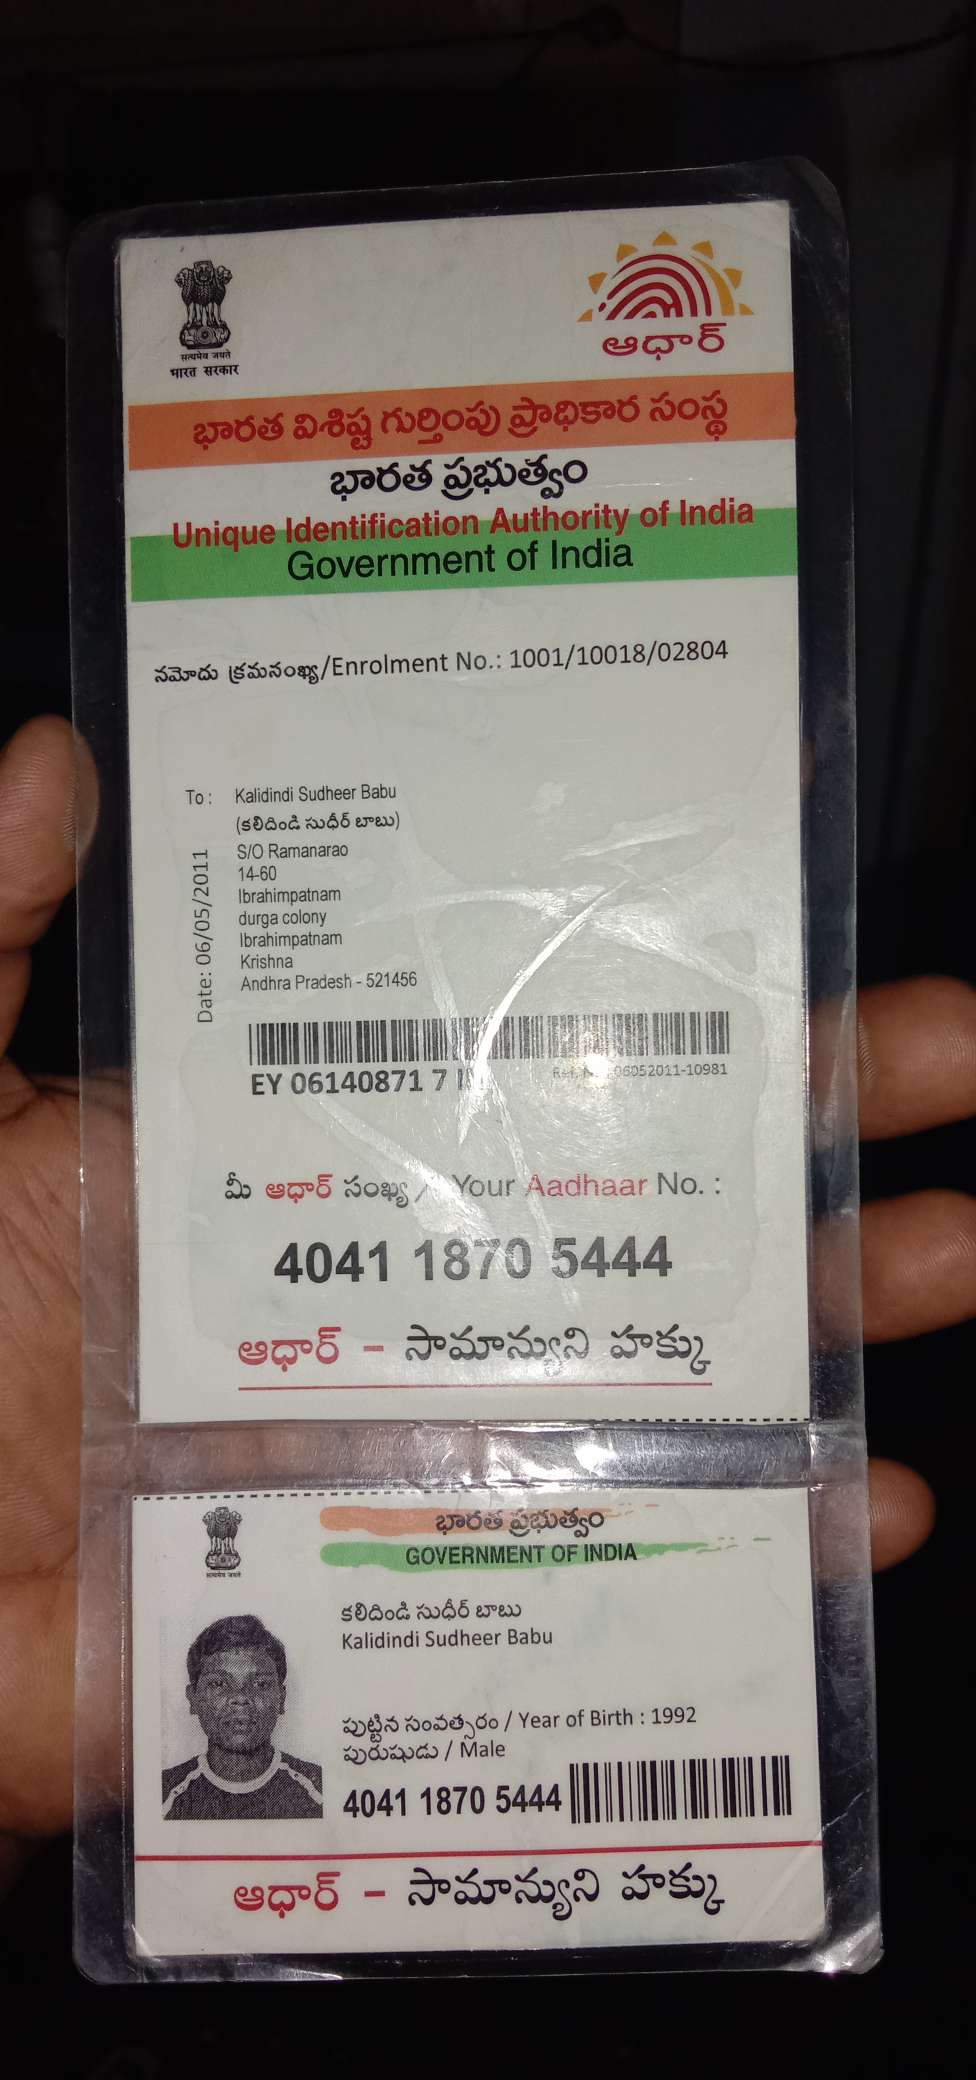 सत्यमेव जयते
भारत सरकार
ఆధార్
భారత విశిష్ట గుర్తింపు ప్రాధికార సంస్థ
భారత ప్రభుత్వం
Unique Identification Authority of India
Government of India
నమోదు క్రమసంఖ్య/Enrolment No.: 1001/10018/02804
To : Kalidindi Sudheer Babu
(కలిదిండి సుధీర్ బాబు)
S/O Ramanarao
14-60
Ibrahimpatnam
durga colony
Ibrahimpatnam
Krishna
Andhra Pradesh - 521456
Date: 06/05/2011
EY 06140871 7
06052011-10981
మీ ఆధార్ సంఖ్య / Your Aadhaar No. :
4041 1870 5444
ఆధార్ - సామాన్యుని హక్కు
सत्यमेव जयते
భారత ప్రభుత్వం
GOVERNMENT OF INDIA
కలిదిండి సుధీర్ బాబు
Kalidindi Sudheer Babu
పుట్టిన సంవత్సరం / Year of Birth : 1992
పురుషుడు / Male
4041 1870 5444
ఆధార్ - సామాన్యుని హక్కు